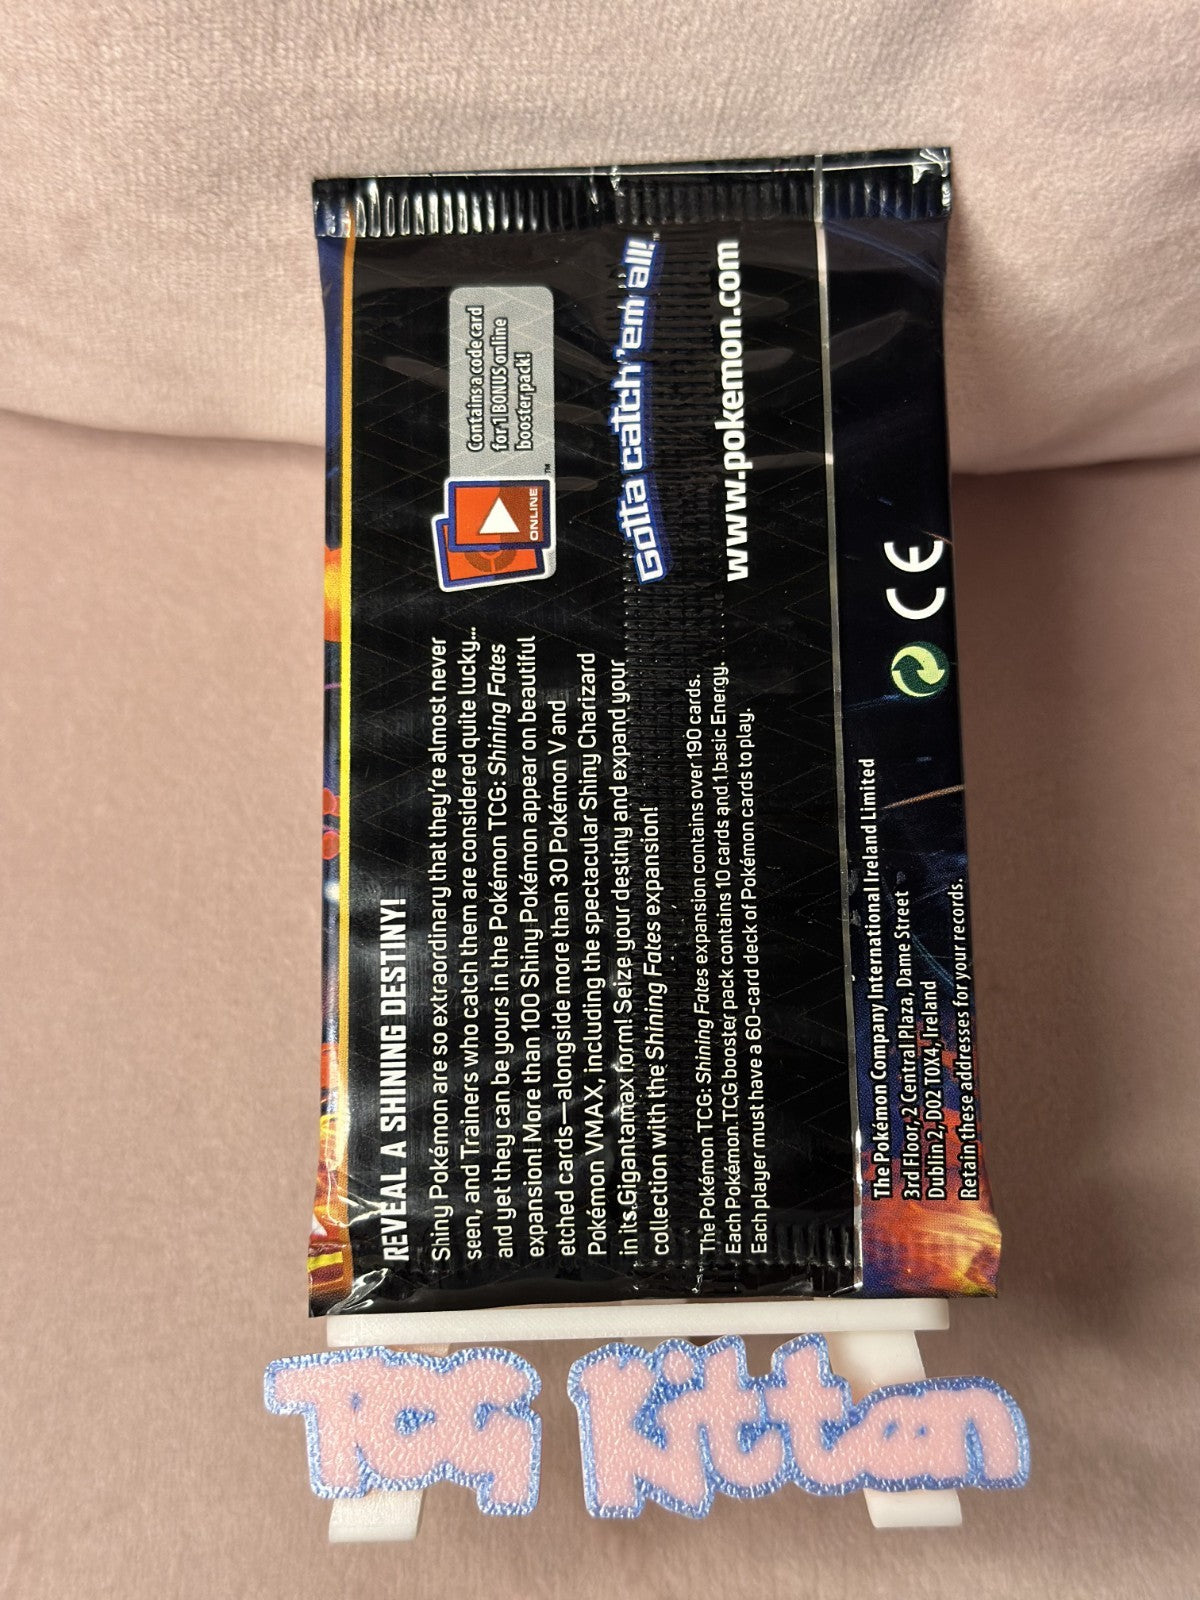 REVEAL A SHINING DESTINY!
Shiny Pokémon are so extraordinary that they're almost never
seen, and Trainers who catch them are considered quite lucky...
and yet they can be yours in the Pokémon TCG: Shining Fates
expansion! More than 100 Shiny Pokémon appear on beautiful
etched cards—alongside more than 30 Pokémon V and
Pokémon VMAX, including the spectacular Shiny Charizard
in its Gigantamax form! Seize your destiny and expand your
collection with the Shining Fates expansion!
The Pokémon TCG: Shining Fates expansion contains over 190 cards.
Each Pokémon TCG booster pack contains 10 cards and 1 basic Energy.
Each player must have a 60-card deck of Pokémon cards to play.
ONLINE™
Contains a code card
for 1 BONUS online
booster pack!
Gotta catch 'em all!™
www.pokemon.com
The Pokémon Company International Ireland Limited
3rd Floor, 2 Central Plaza, Dame Street
Dublin 2, D02 T0X4, Ireland
Retain these addresses for your records.
CE
TCG Kitten